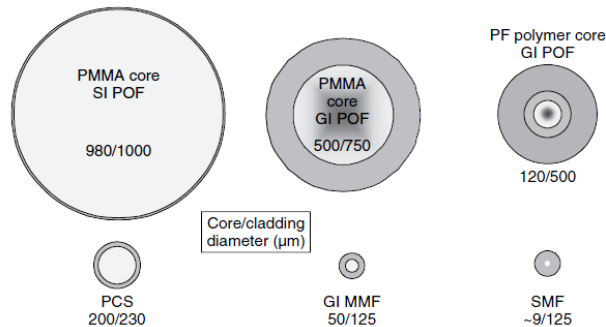 PMMA core
SI POF
980/1000
PMMA
core
GI POF
500/750
PF polymer core
GI POF
120/500
Core/cladding
diameter (μm)
PCS
200/230
GI MMF
50/125
SMF
~9/125